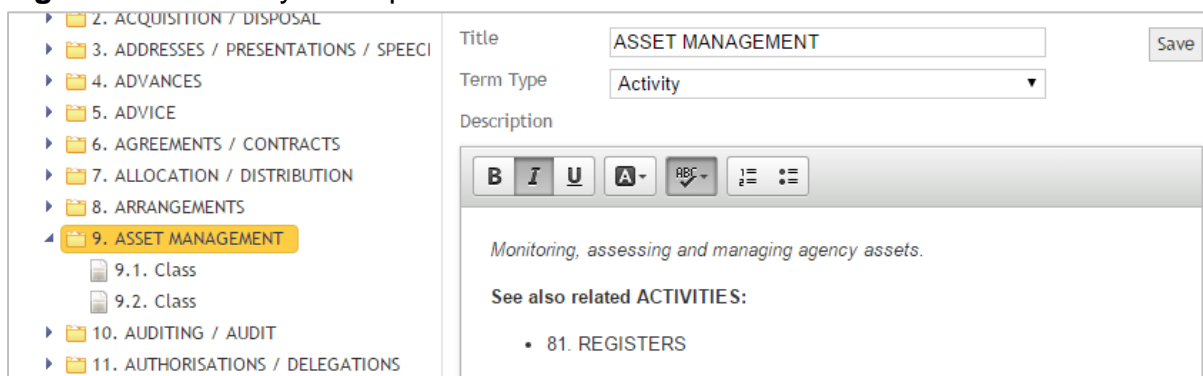 2. ACQUISITION / DISPOSAL
3. ADDRESSES / PRESENTATIONS / SPEECI
4. ADVANCES
5. ADVICE
6. AGREEMENTS / CONTRACTS
7. ALLOCATION / DISTRIBUTION
8. ARRANGEMENTS
9. ASSET MANAGEMENT
9.1. Class
9.2. Class
10. AUDITING / AUDIT
11. AUTHORISATIONS / DELEGATIONS
Title ASSET MANAGEMENT Save
Term Type Activity
Description
B I U A ABC
Monitoring, assessing and managing agency assets.
See also related ACTIVITIES:
• 81. REGISTERS